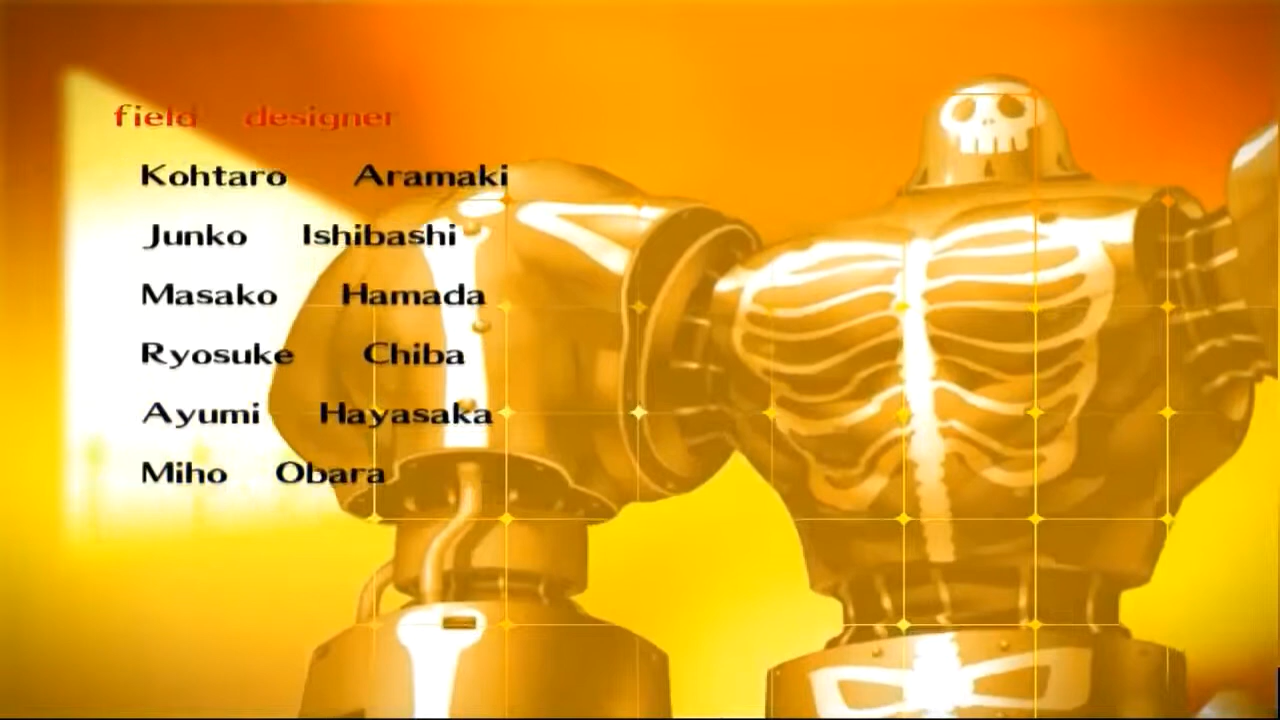 field designer
Kohtaro Aramaki
Junko Ishibashi
Masako Hamada
Ryosuke Chiba
Ayumi Hayasaka
Miho Obara